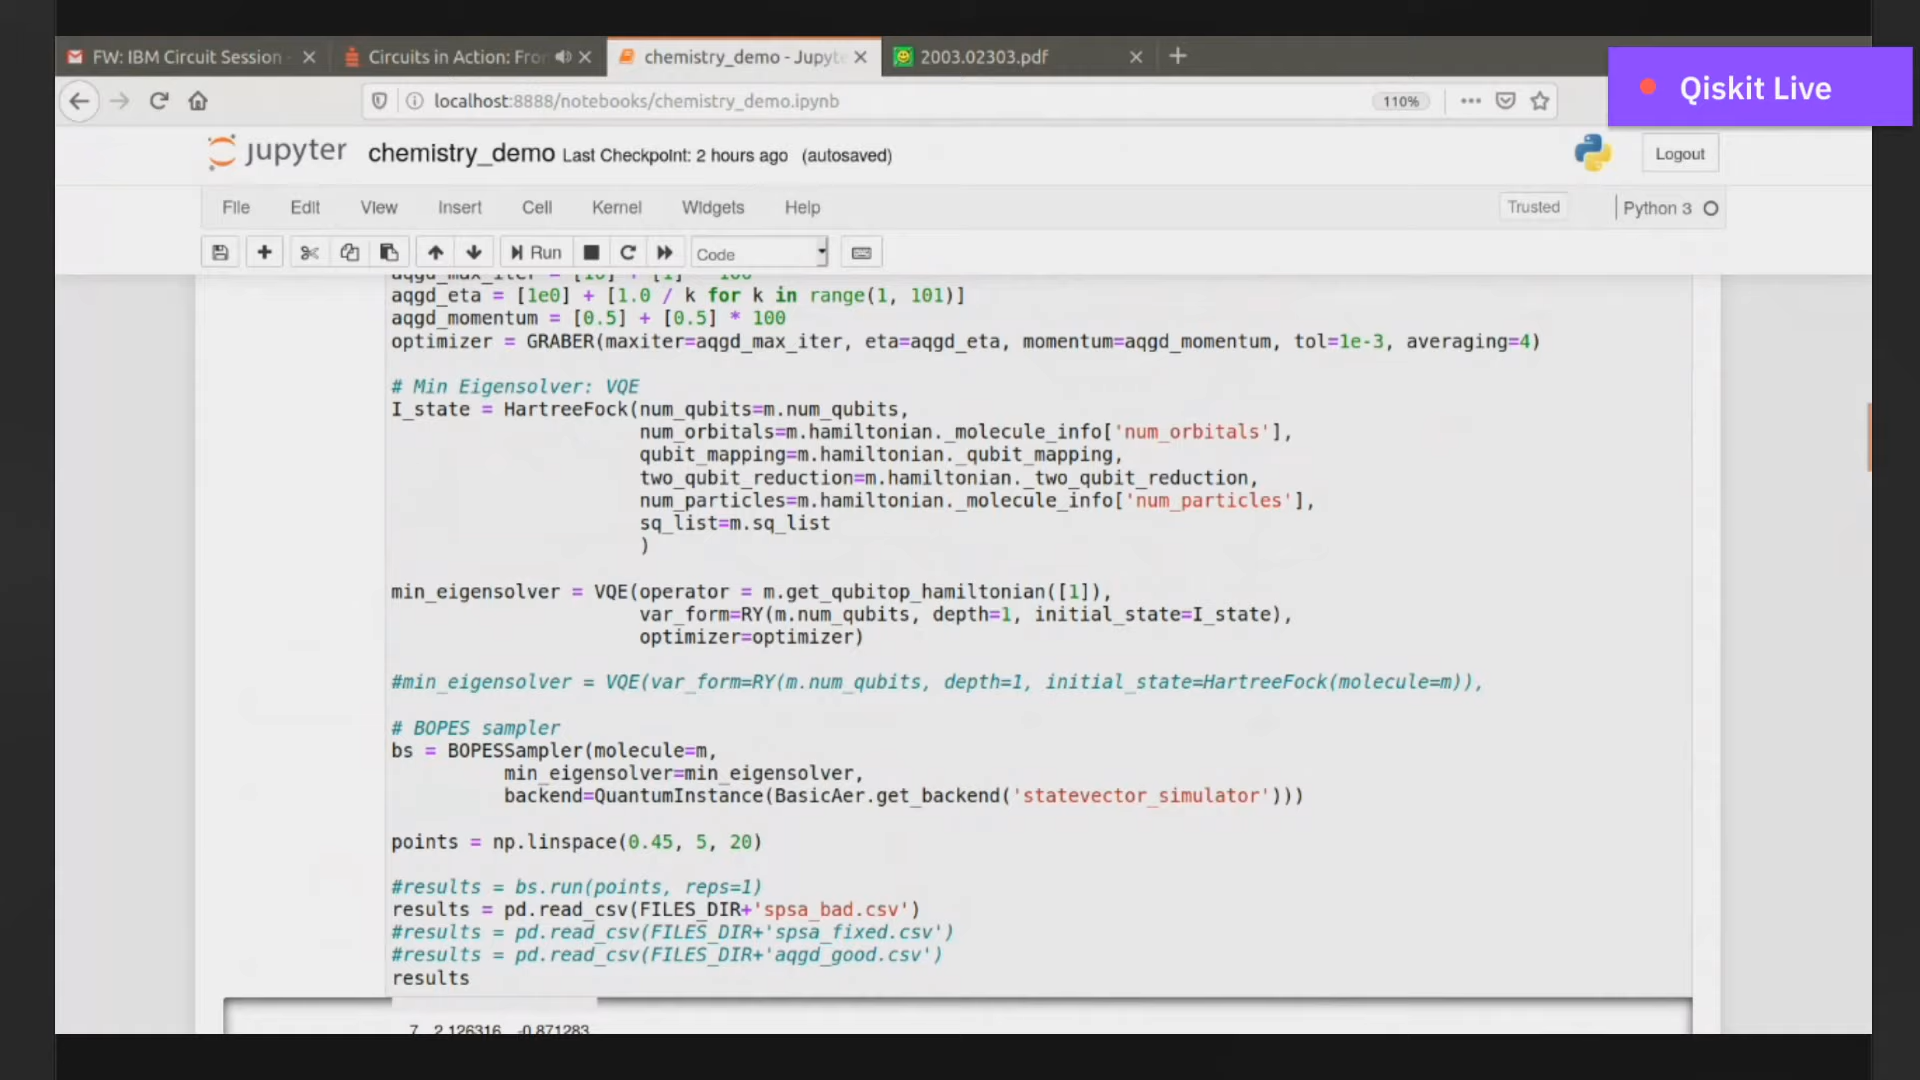 FW: IBM Circuit Session -
Circuits in Action: Fro
chemistry_demo - Jupyte
2003.02303.pdf
localhost:8888/notebooks/chemistry_demo.ipynb
110%
Qiskit Live
jupyter chemistry_demo Last Checkpoint: 2 hours ago (autosaved)
Logout
File Edit View Insert Cell Kernel Widgets Help
Trusted
Python 3
Run
Code
aqgd_max_iter = [10] + [1] * 100
aqgd_eta = [1e0] + [1.0 / k for k in range(1, 101)]
aqgd_momentum = [0.5] + [0.5] * 100
optimizer = GRABER(maxiter=aqgd_max_iter, eta=aqgd_eta, momentum=aqgd_momentum, tol=1e-3, averaging=4)
# Min Eigensolver: VQE
I_state = HartreeFock(num_qubits=m.num_qubits,
num_orbitals=m.hamiltonian._molecule_info['num_orbitals'],
qubit_mapping=m.hamiltonian._qubit_mapping,
two_qubit_reduction=m.hamiltonian._two_qubit_reduction,
num_particles=m.hamiltonian._molecule_info['num_particles'],
sq_list=m.sq_list
)
min_eigensolver = VQE(operator = m.get_qubitop_hamiltonian([1]),
var_form=RY(m.num_qubits, depth=1, initial_state=I_state),
optimizer=optimizer)
#min_eigensolver = VQE(var_form=RY(m.num_qubits, depth=1, initial_state=HartreeFock(molecule=m)),
# BOPES sampler
bs = BOPESSampler(molecule=m,
min_eigensolver=min_eigensolver,
backend=QuantumInstance(BasicAer.get_backend('statevector_simulator')))
points = np.linspace(0.45, 5, 20)
#results = bs.run(points, reps=1)
results = pd.read_csv(FILES_DIR+'spsa_bad.csv')
#results = pd.read_csv(FILES_DIR+'spsa_fixed.csv')
#results = pd.read_csv(FILES_DIR+'aqgd_good.csv')
results
7 2.126316 -0.871283